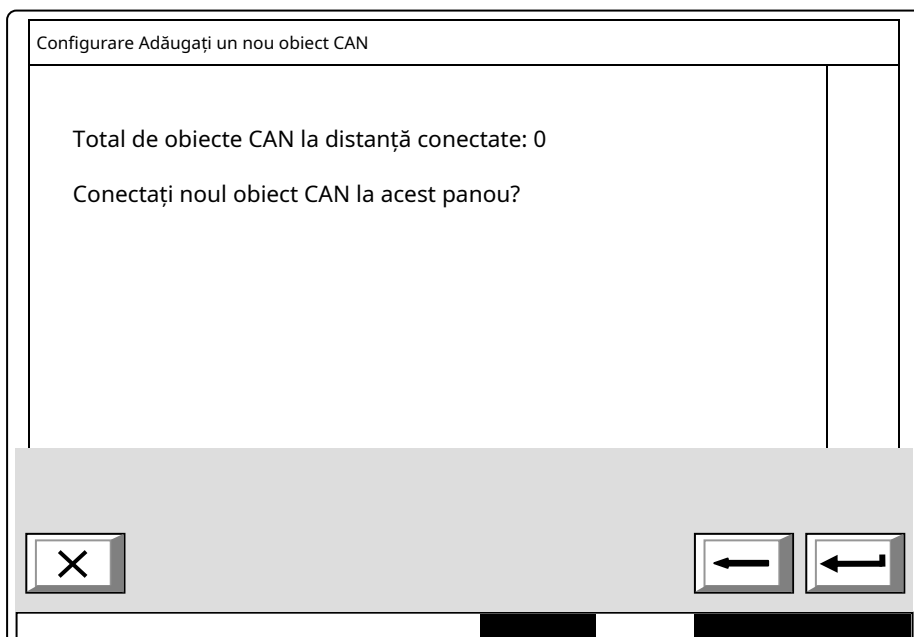 Configurare Adăugați un nou obiect CAN
Total de obiecte CAN la distanță conectate: 0
Conectați noul obiect CAN la acest panou?